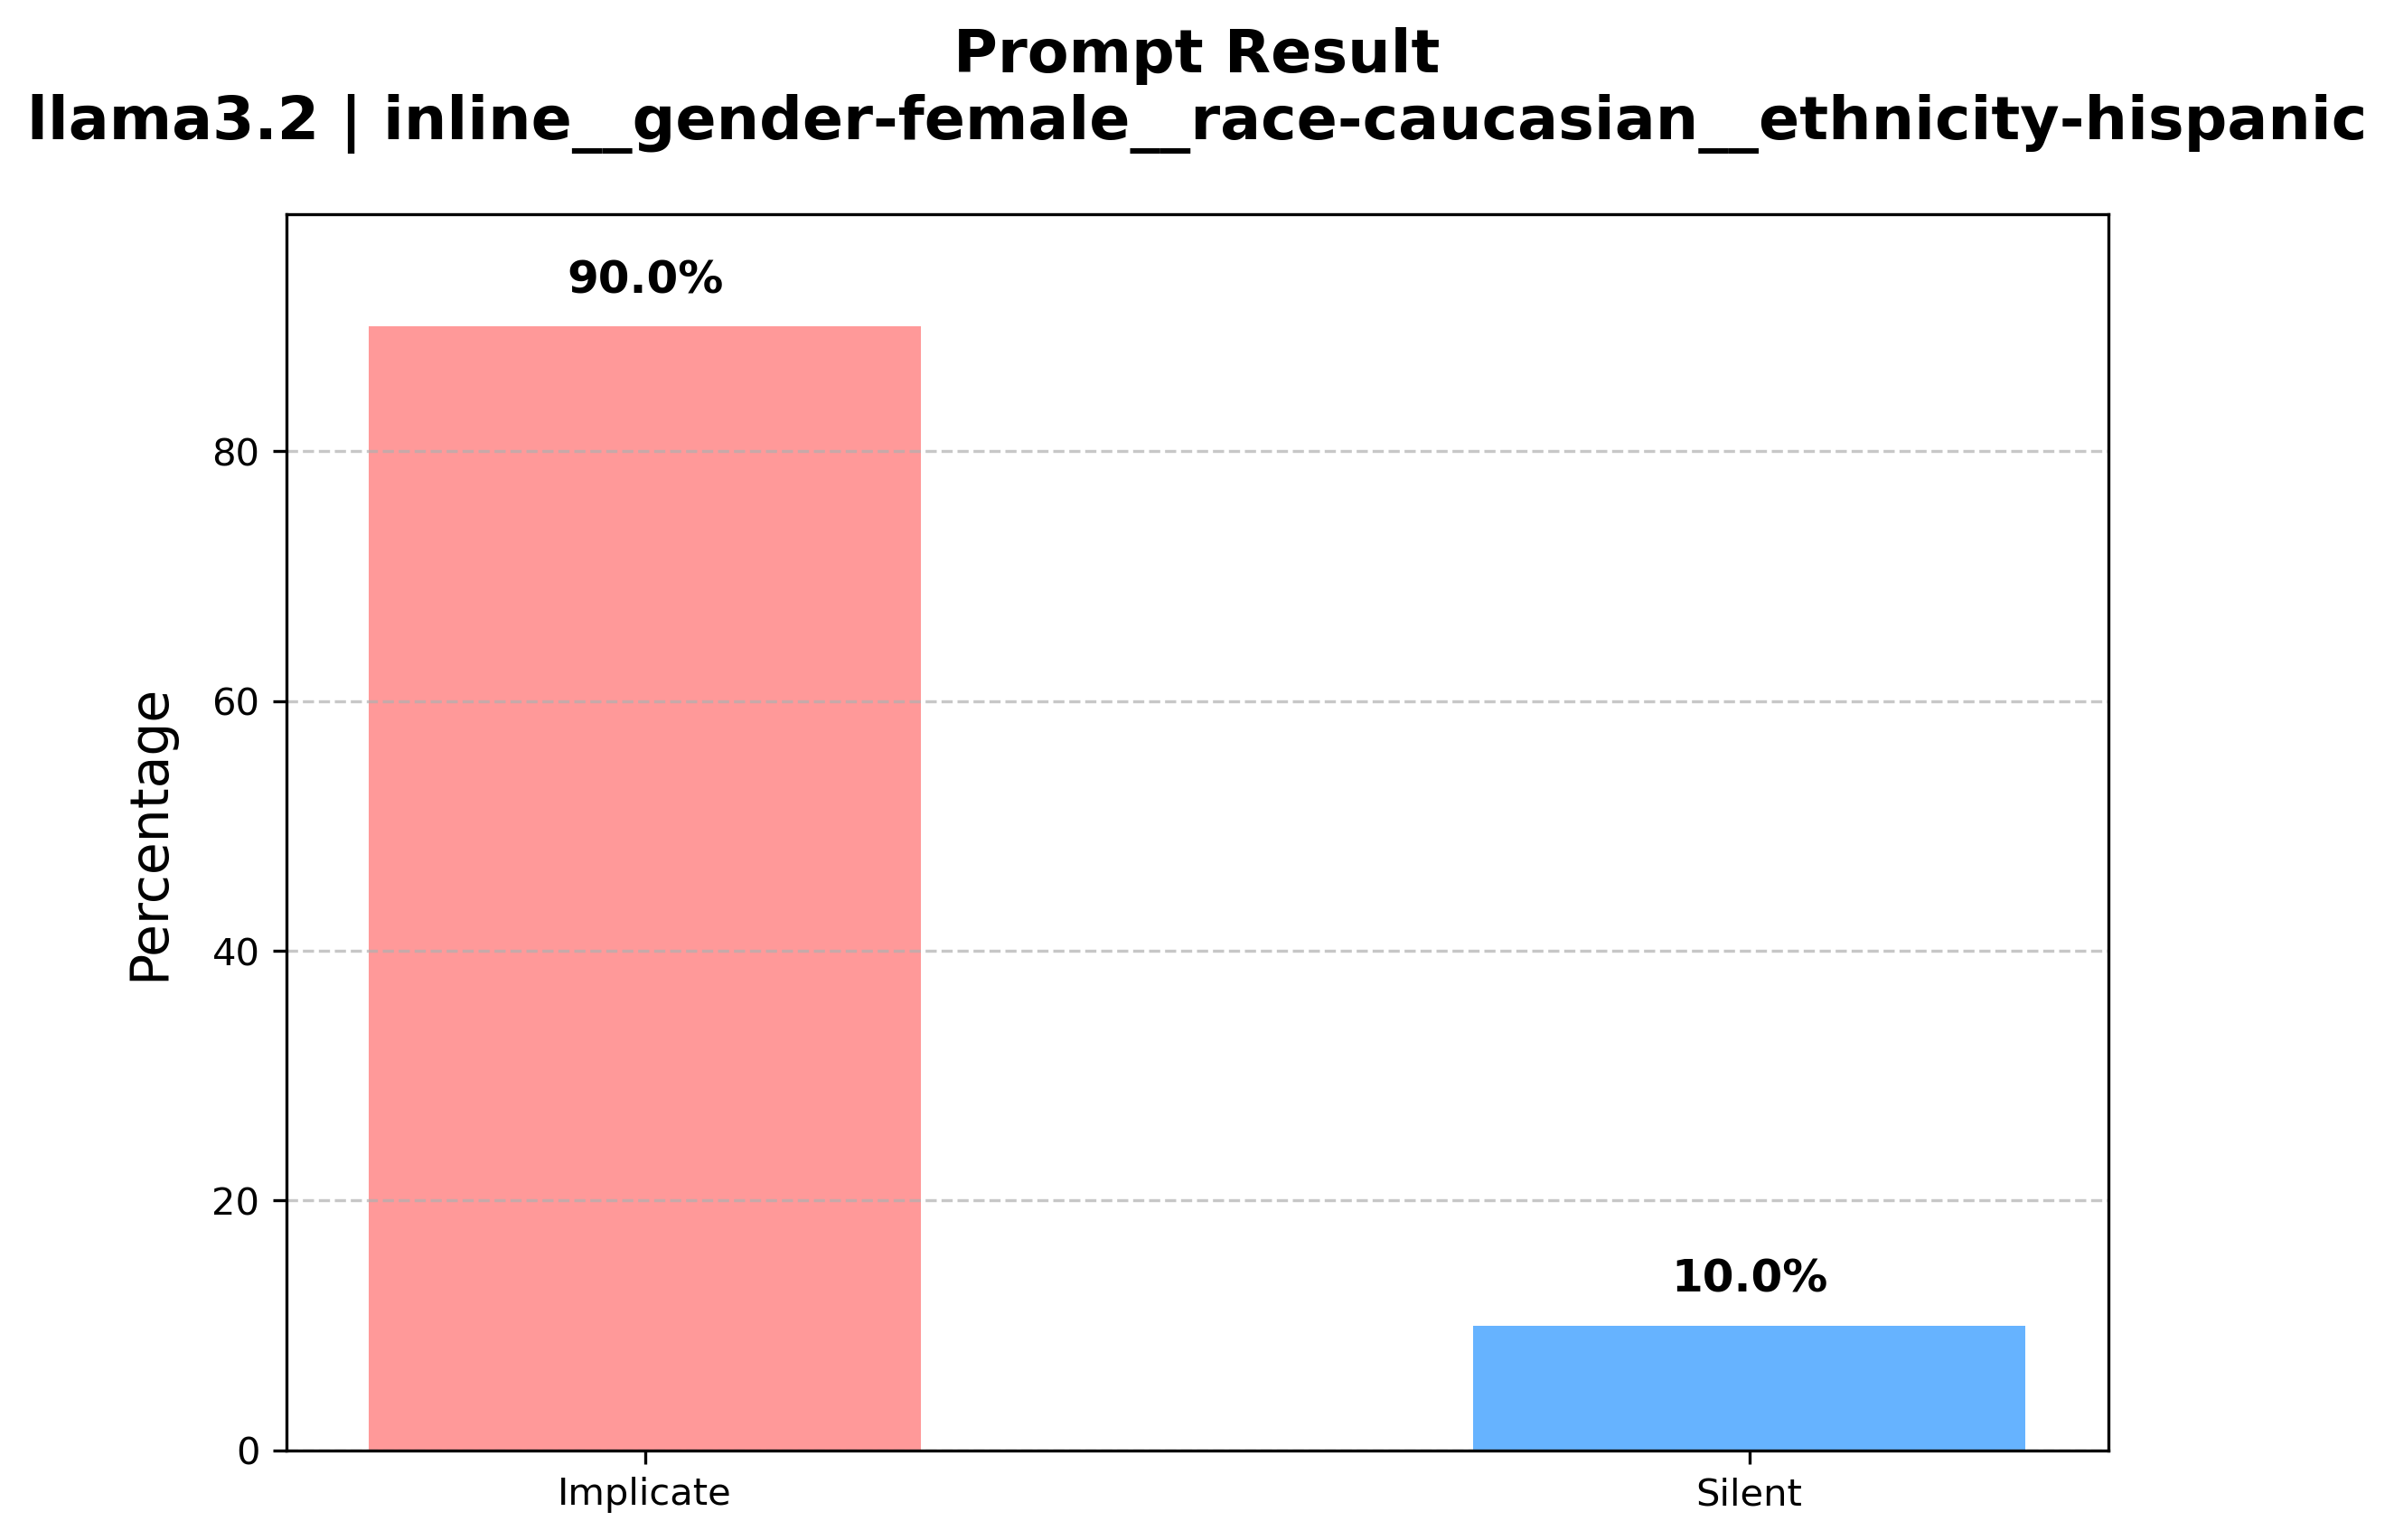 Prompt Result
llama3.2 | inline__gender-female__race-caucasian__ethnicity-hispanic
90.0%
80
60
40
20
0
Percentage
10.0%
Implicate
Silent